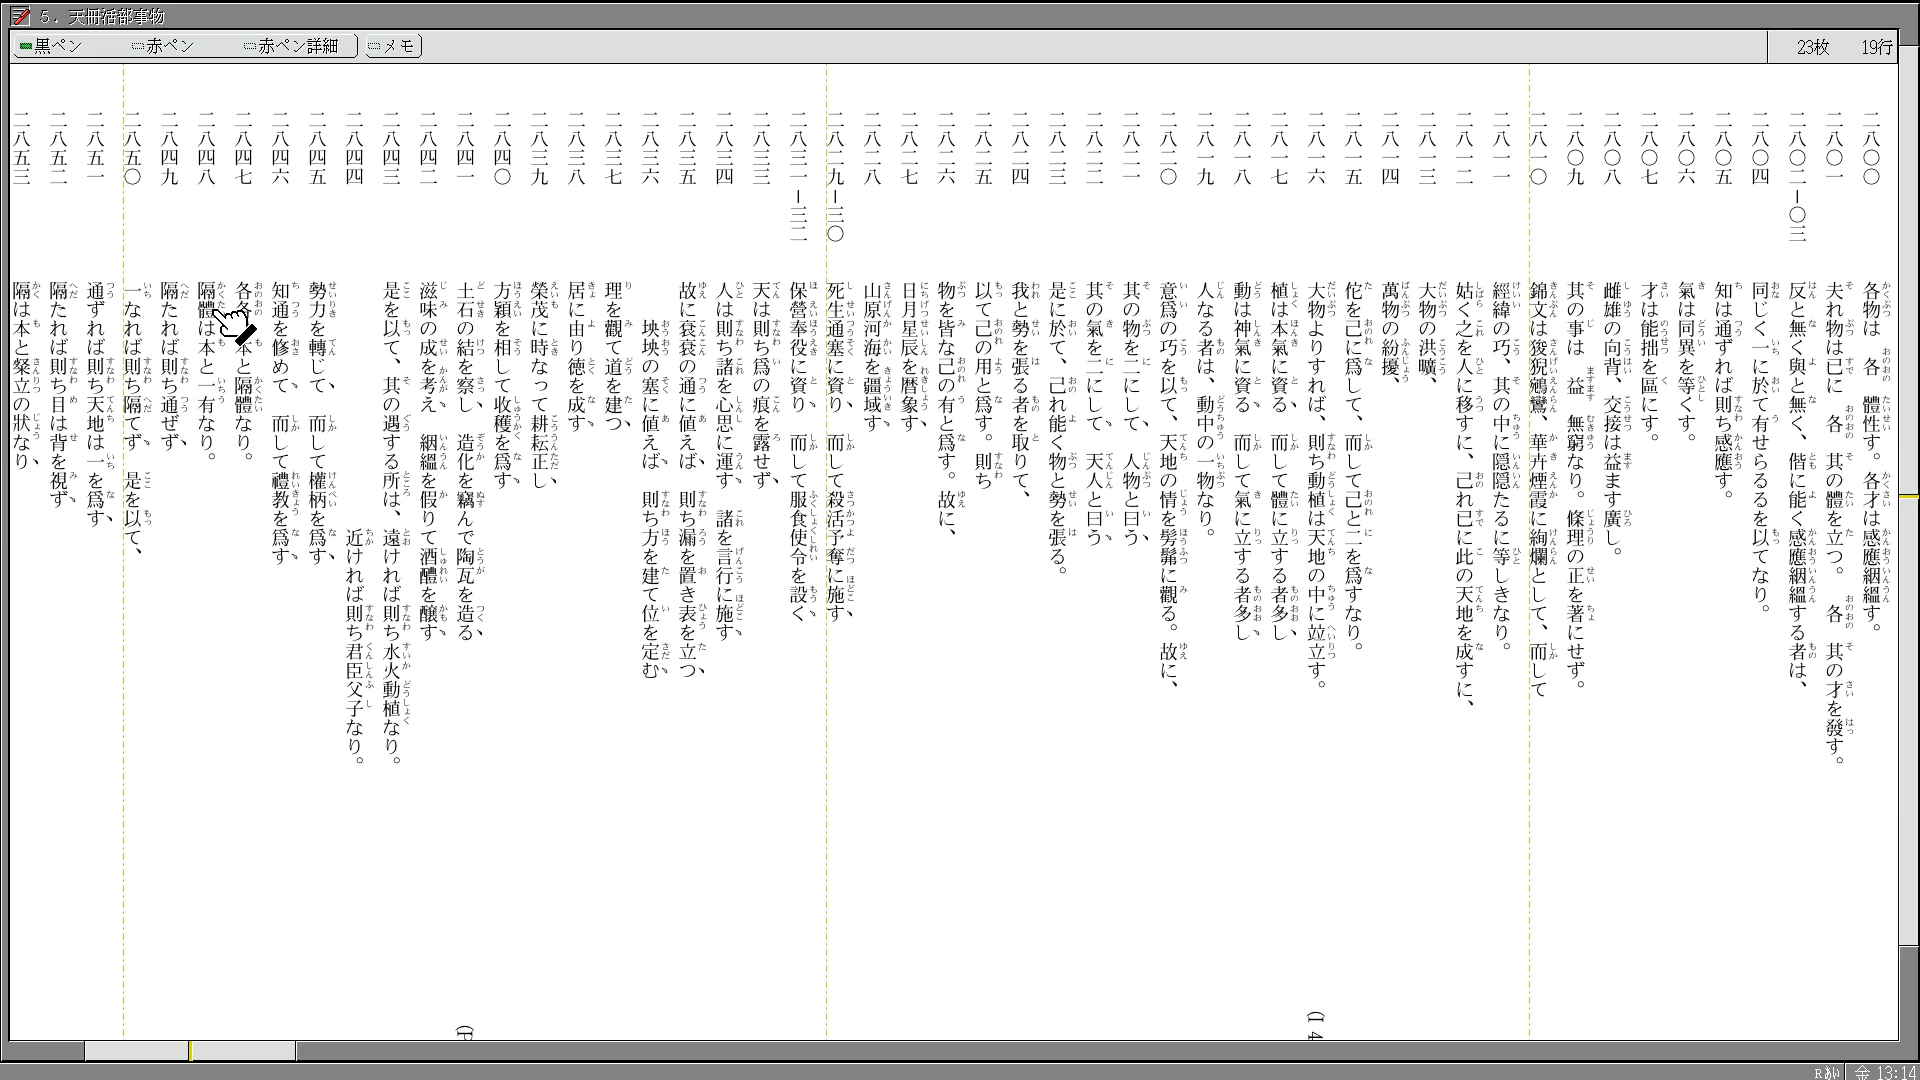 5．天冊活部事物
黒ペン　赤ペン　赤ペン詳細　メモ　23枚　19行
二八〇〇　各物は　各　體性す。各才は感應絪縕す。
二八〇一　夫れ物は已に　各　其の體を立つ。　各　其の才を發す。
二八〇二－〇三　反と無く與と無く、偕に能く感應絪縕する者は、
二八〇四　同じく一に於て有せらるるを以てなり。
二八〇五　知は通ずれば則ち感應す。
二八〇六　氣は同異を等くす。
二八〇七　才は能拙を區にす。
二八〇八　雌雄の向背、交接は益ます廣し。
二八〇九　其の事は　益　無窮なり。條理の正を著にせず。
二八一〇　錦文は狻猊鵷鸞、華卉煙霞に絢爛として、而して
二八一一　經緯の巧、其の中に隠隠たるに等しきなり。
二八一二　姑く之を人に移すに、己れ已に此の天地を成すに、
二八一三　大物の洪曠、
二八一四　萬物の紛擾、
二八一五　佗を己に爲して、而して己と二を爲すなり。
二八一六　大物よりすれば、則ち動植は天地の中に竝立す。
二八一七　植は本氣に資る　而して體に立する者多し、
二八一八　動は神氣に資る　而して氣に立する者多し、
二八一九　人なる者は、動中の一物なり。
二八二〇　意爲の巧を以て、天地の情を髣髴に觀る。故に、
二八二一　其の物を二にして、人物と曰う
二八二二　其の氣を二にして、天人と曰う、
二八二三　是に於て、己れ能く物と勢を張る。
二八二四　我と勢を張る者を取りて、
二八二五　以て己の用と爲す。則ち
二八二六　物を皆な己の有と爲す。故に、
二八二七　日月星辰を曆象す、
二八二八　山原河海を疆域す、
二八二九－三〇　死生通塞に資り　而して殺活予奪に施す、
二八三一－三二　保營奉役に資り　而して服食使令を設く、
二八三三　天は則ち爲の痕を露せず、
二八三四　人は則ち諸を心思に運す　諸を言行に施す、
二八三五　故に袞袞の通に値えば　則ち漏を置き表を立つ、
二八三六　坱坱の塞に値えば　則ち方を建て位を定む、
二八三七　理を觀て道を建つ、
二八三八　居に由り徳を成す、
二八三九　榮茂に時なって耕耘正し、
二八四〇　方穎を相して收穫を爲す、
二八四一　土石の結を察し　造化を竊んで陶瓦を造る、
二八四二　滋味の成を考え　絪縕を假りて酒醴を醸す、
二八四三　是を以て、其の遇する所は、遠ければ則ち水火動植なり。
二八四四　近ければ則ち君臣父子なり。
二八四五　勢力を轉じて　而して權柄を爲す、
二八四六　知通を修めて　而して禮教を爲す、
二八四七　各各　本と隔體なり。
二八四八　隔體は本と一有なり。
二八四九　隔たれば則ち通ぜず、
二八五〇　一なれば則ち隔てず、是を以て、
二八五一　通ずれば則ち天地は一を爲す、
二八五二　隔たれば則ち目は背を視ず、
二八五三　隔は本と粲立の狀なり、
(I 4
(P
Rあ〃　金 13:14